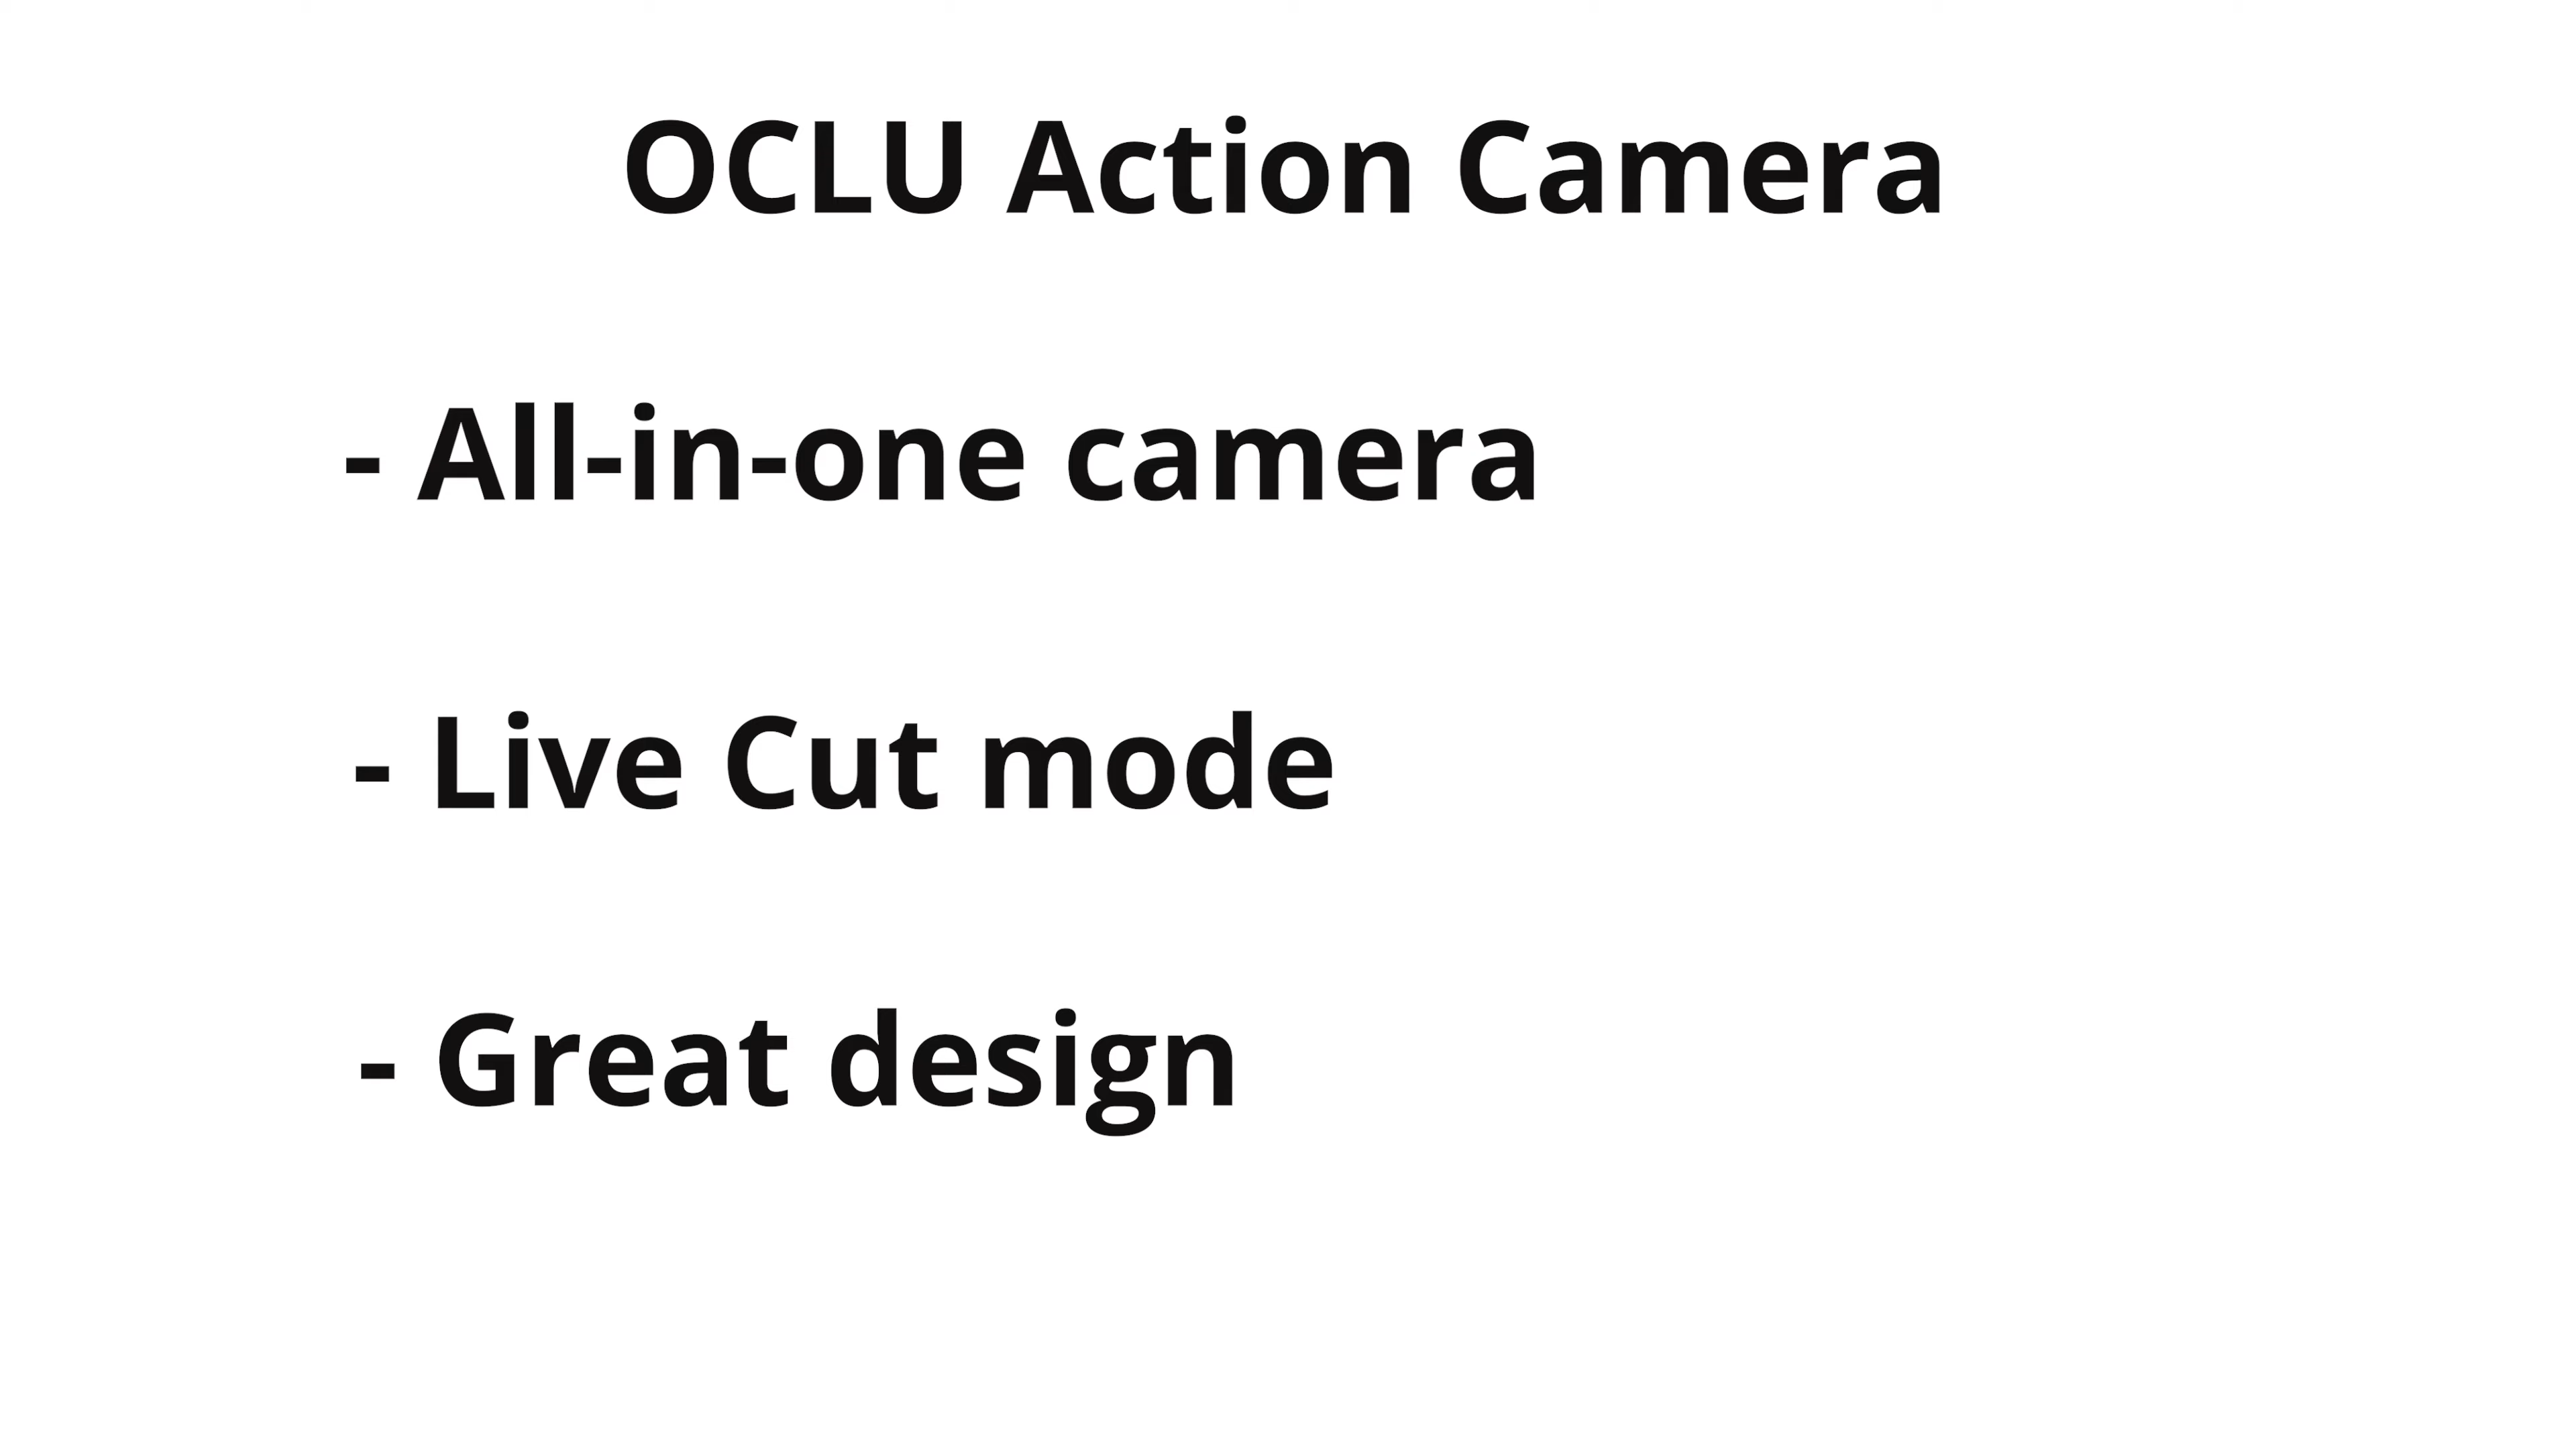 OCLU Action Camera
- All-in-one camera
- Live Cut mode
- Great design